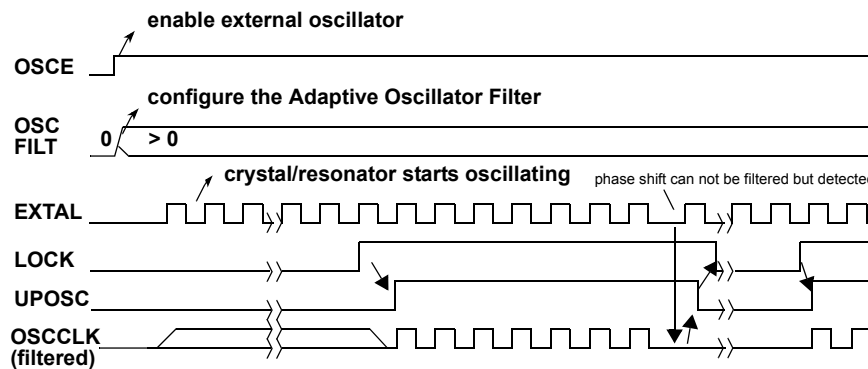 enable external oscillator
OSCE
configure the Adaptive Oscillator Filter
OSC
FILT
0
> 0
crystal/resonator starts oscillating
phase shift can not be filtered but detected
EXTAL
LOCK
UPOSC
OSCCLK
(filtered)